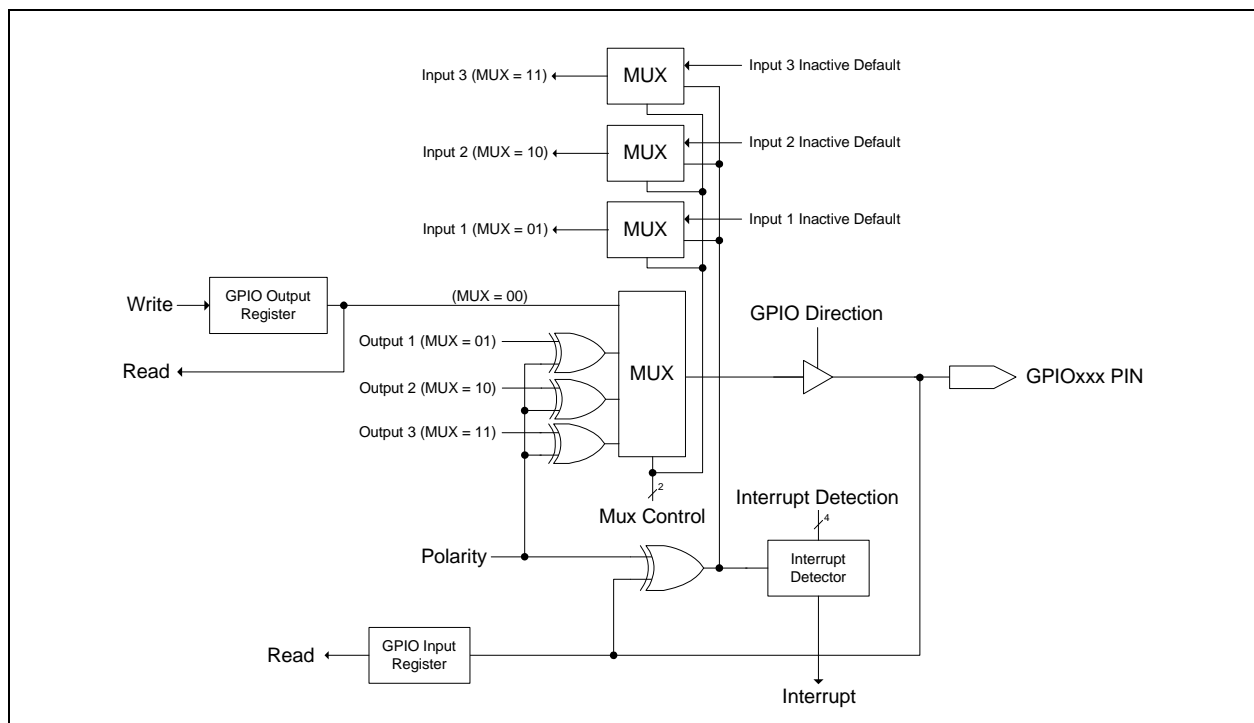 Input 3 (MUX = 11)
MUX
Input 3 Inactive Default
Input 2 (MUX = 10)
MUX
Input 2 Inactive Default
Input 1 (MUX = 01)
MUX
Input 1 Inactive Default
Write
GPIO Output
Register
(MUX = 00)
GPIO Direction
Output 1 (MUX = 01)
Read
MUX
GPIOxxx PIN
Output 2 (MUX = 10)
Output 3 (MUX = 11)
2
Mux Control
Interrupt Detection
4
Polarity
Interrupt
Detector
Read
GPIO Input
Register
Interrupt